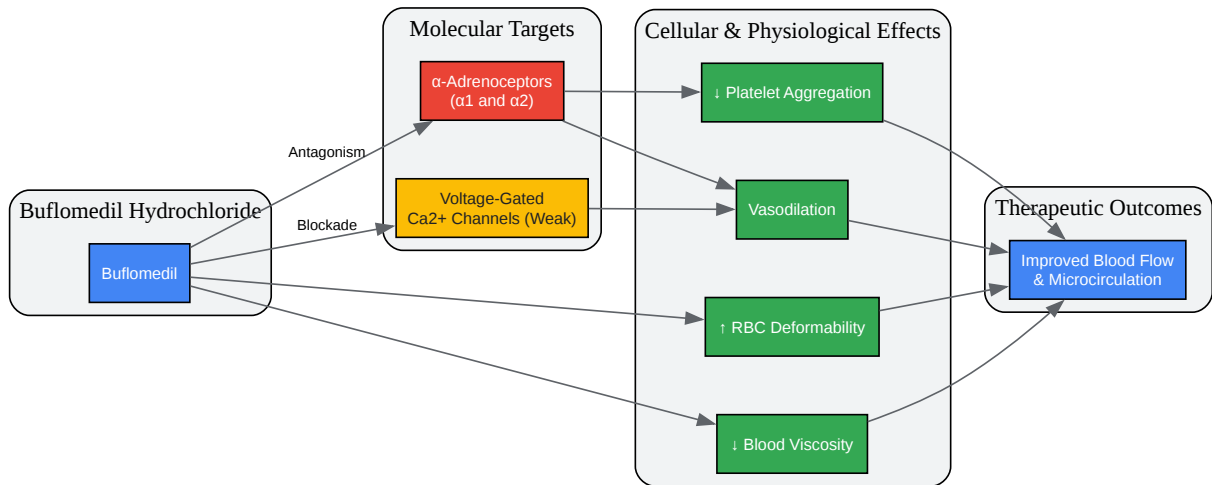 Buflomedil Hydrochloride
Buflomedil
Antagonism
Blockade
Molecular Targets
α-Adrenoceptors
(α1 and α2)
Voltage-Gated
Ca2+ Channels (Weak)
Cellular & Physiological Effects
↓ Platelet Aggregation
Vasodilation
↑ RBC Deformability
↓ Blood Viscosity
Therapeutic Outcomes
Improved Blood Flow
& Microcirculation